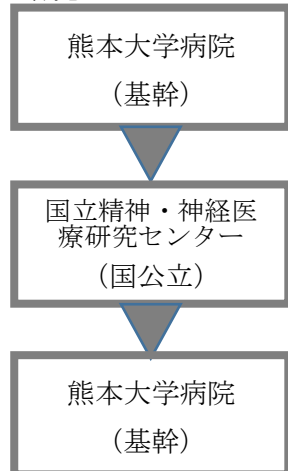 熊本大学病院
（基幹）
国立精神・神経医
療研究センター
（国公立）
熊本大学病院
（基幹）